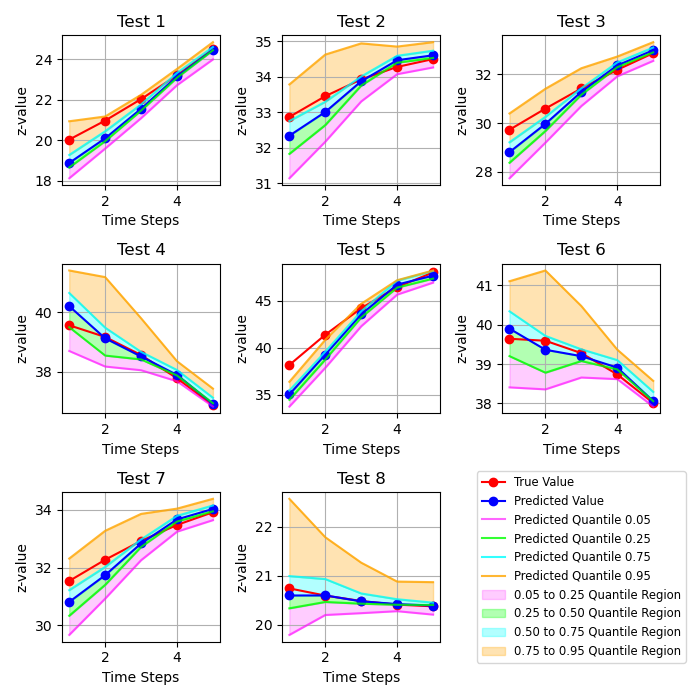 Test 1
24
22
20
18
z-value
2
4
Time Steps
Test 2
35
34
33
32
31
z-value
2
4
Time Steps
Test 3
32
30
28
z-value
2
4
Time Steps
Test 4
40
38
z-value
2
4
Time Steps
Test 5
45
40
35
z-value
2
4
Time Steps
Test 6
41
40
39
38
z-value
2
4
Time Steps
Test 7
34
32
30
z-value
2
4
Time Steps
Test 8
22
21
20
z-value
2
4
Time Steps
True Value
Predicted Value
Predicted Quantile 0.05
Predicted Quantile 0.25
Predicted Quantile 0.75
Predicted Quantile 0.95
0.05 to 0.25 Quantile Region
0.25 to 0.50 Quantile Region
0.50 to 0.75 Quantile Region
0.75 to 0.95 Quantile Region